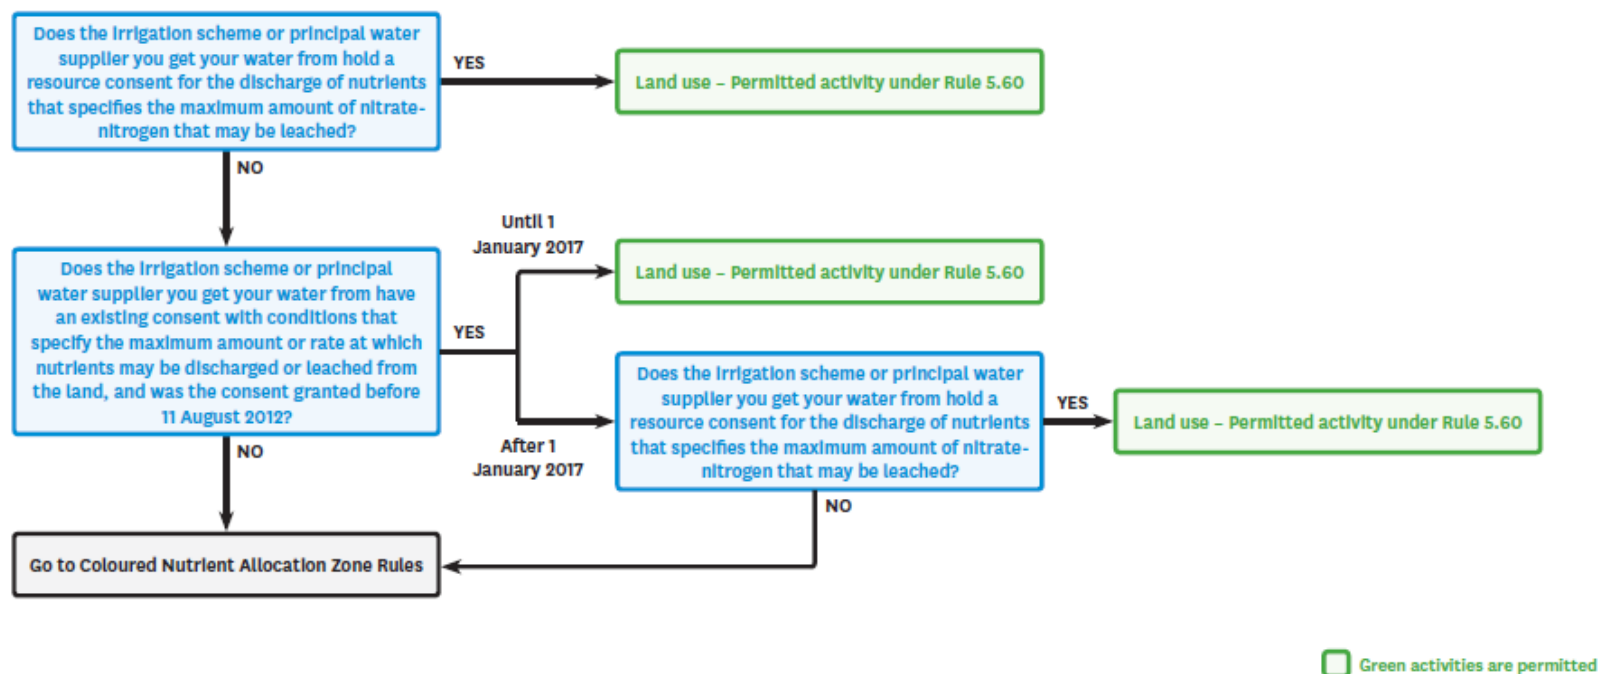 Does the irrigation scheme or principal water
supplier you get your water from hold a
resource consent for the discharge of nutrients
that specifies the maximum amount of nitrate-
nitrogen that may be leached?
YES
Land use – Permitted activity under Rule 5.60
NO
Does the irrigation scheme or principal
water supplier you get your water from have
an existing consent with conditions that
specify the maximum amount or rate at which
nutrients may be discharged or leached from
the land, and was the consent granted before
11 August 2012?
YES
Until 1
January 2017
Land use – Permitted activity under Rule 5.60
After 1
January 2017
Does the irrigation scheme or principal water
supplier you get your water from hold a
resource consent for the discharge of nutrients
that specifies the maximum amount of nitrate-
nitrogen that may be leached?
YES
Land use – Permitted activity under Rule 5.60
NO
NO
Go to Coloured Nutrient Allocation Zone Rules
Green activities are permitted